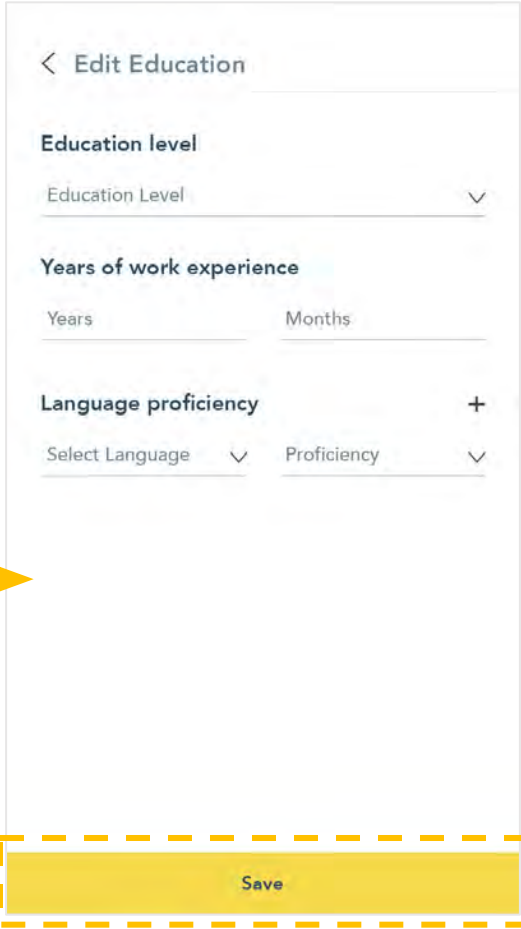 Edit Education
Education level
Education Level
Years of work experience
Years Months
Language proficiency +
Select Language Proficiency
Save